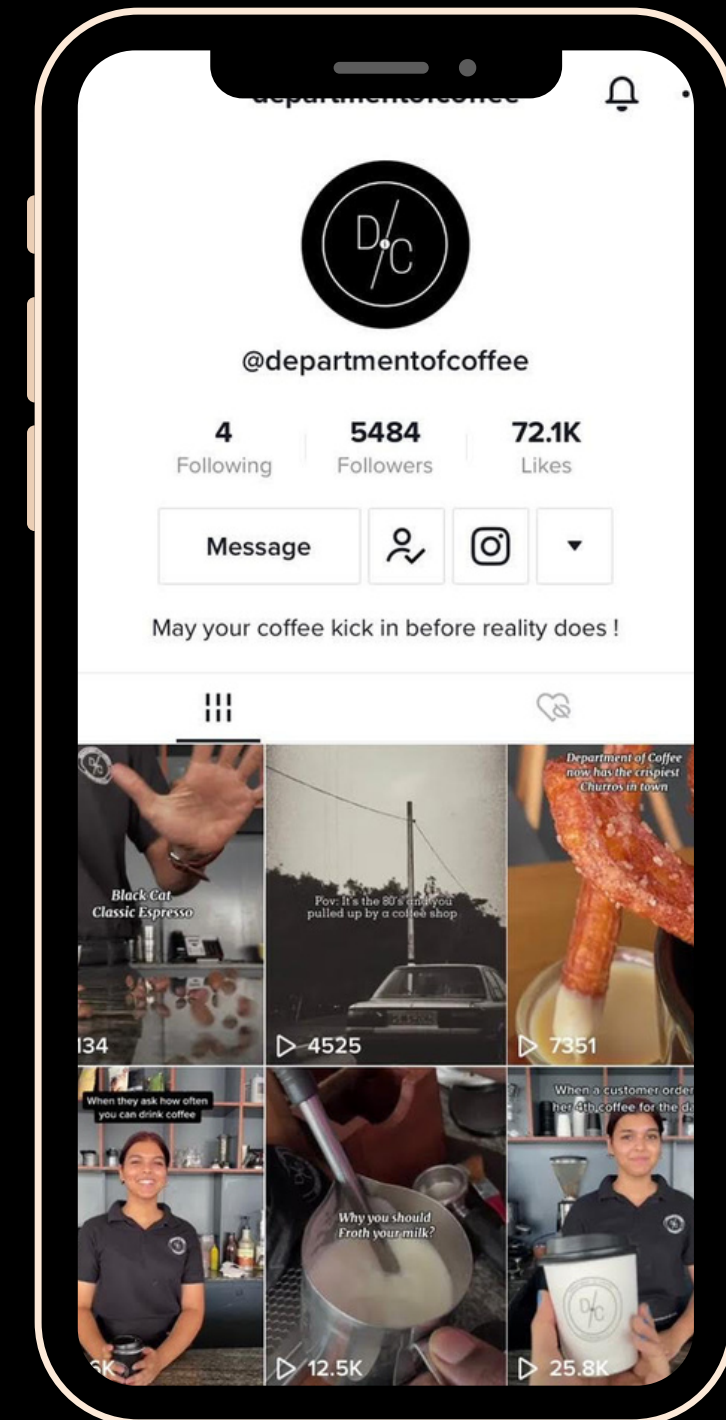 departmentofcoffee
D/C
@departmentofcoffee
4 5484 72.1K
Following Followers Likes
Message
May your coffee kick in before reality does !
D/C
Black Cat
Classic Espresso
134
Pov: It's the 80's and you
pulled up by a coffee shop
4525
Department of Coffee
now has the crispiest
Churros in town
7351
When they ask how often
you can drink coffee
6K
Why you should
Froth your milk?
12.5K
When a customer order
her 4th coffee for the da
D/C
25.8K